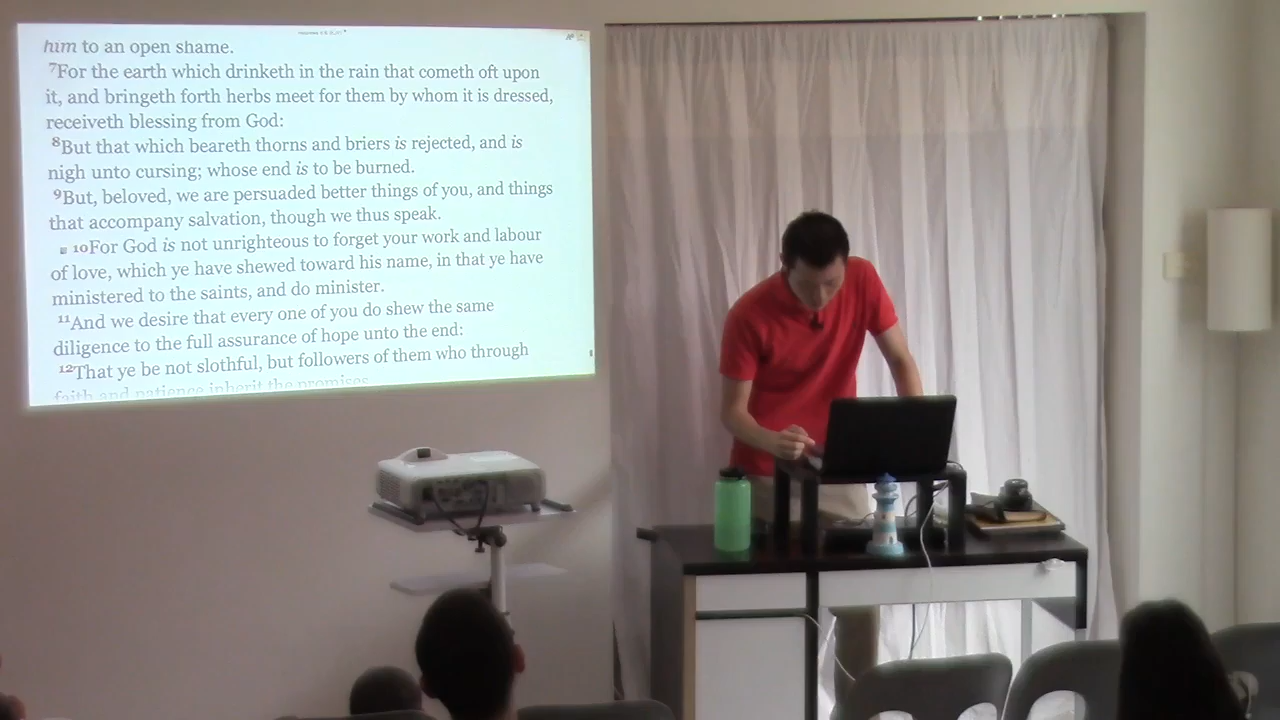 him to an open shame.
7For the earth which drinketh in the rain that cometh oft upon
it, and bringeth forth herbs meet for them by whom it is dressed,
receiveth blessing from God:
8But that which beareth thorns and briers is rejected, and is
nigh unto cursing; whose end is to be burned.
9But, beloved, we are persuaded better things of you, and things
that accompany salvation, though we thus speak.
10For God is not unrighteous to forget your work and labour
of love, which ye have shewed toward his name, in that ye have
ministered to the saints, and do minister.
11And we desire that every one of you do shew the same
diligence to the full assurance of hope unto the end:
12That ye be not slothful, but followers of them who through
faith and patience inherit the promises